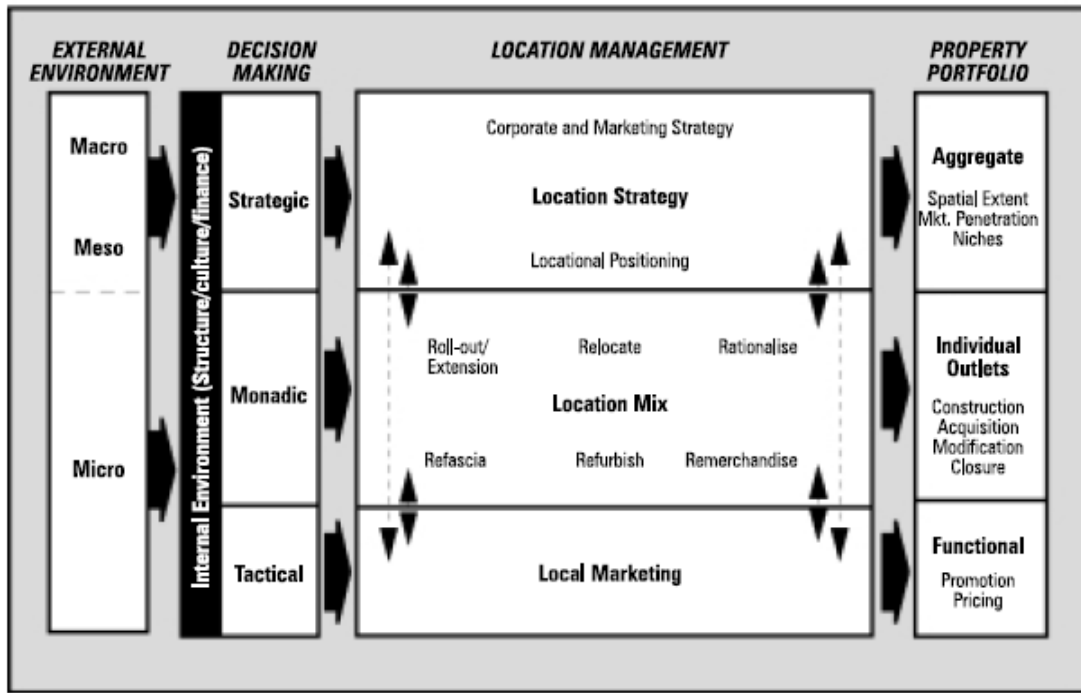 EXTERNAL
ENVIRONMENT
DECISION
MAKING
LOCATION MANAGEMENT
PROPERTY
PORTFOLIO
Macro
Meso
Micro
Internal Environment (Structure/culture/finance)
Strategic
Monadic
Tactical
Corporate and Marketing Strategy
Location Strategy
Locational Positioning
Roll-out/
Extension
Relocate
Rationalise
Location Mix
Refascia
Refurbish
Remerchandise
Local Marketing
Aggregate
Spatial Extent
Mkt. Penetration
Niches
Individual
Outlets
Construction
Acquisition
Modification
Closure
Functional
Promotion
Pricing